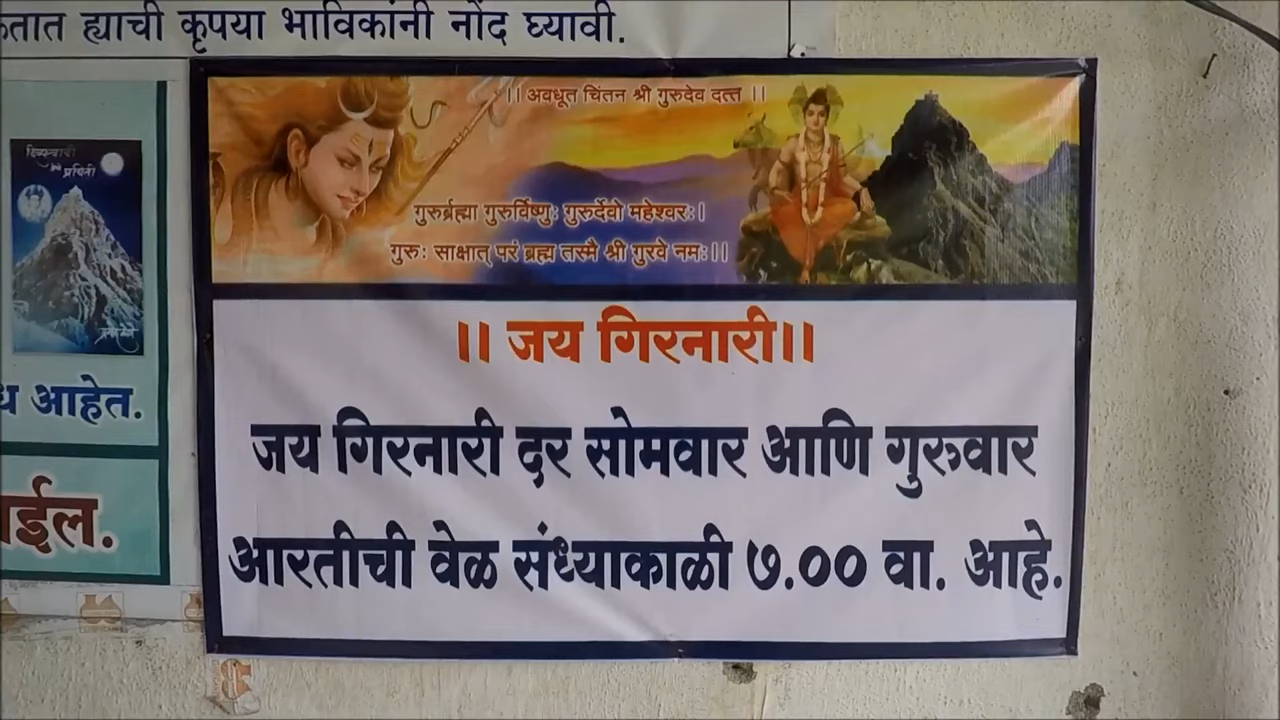 ह्याची कृपया भाविकांनी नोंद घ्यावी.
|| अवधूत चिंतन श्री गुरुदेव दत्त ||
गुरुर्ब्रह्मा गुरुर्विष्णुः गुरुर्देवो महेश्वरः।
गुरुः साक्षात् परं ब्रह्म तस्मै श्री गुरवे नमः।।
|| जय गिरनारी||
जय गिरनारी दर सोमवार आणि गुरुवार
आरतीची वेळ संध्याकाळी ७.०० वा. आहे.
आहेत.